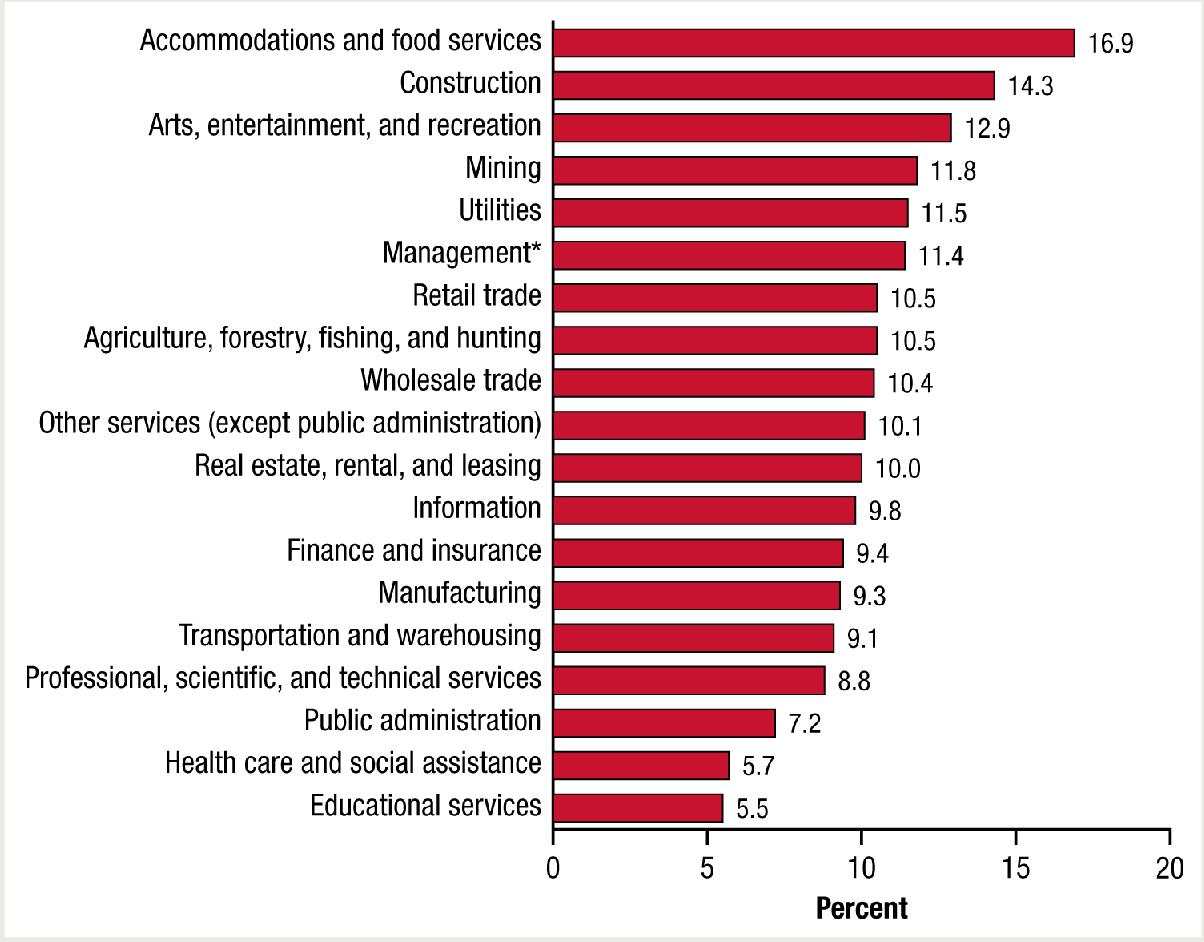 Accommodations and food services 16.9
Construction 14.3
Arts, entertainment, and recreation 12.9
Mining 11.8
Utilities 11.5
Management* 11.4
Retail trade 10.5
Agriculture, forestry, fishing, and hunting 10.5
Wholesale trade 10.4
Other services (except public administration) 10.1
Real estate, rental, and leasing 10.0
Information 9.8
Finance and insurance 9.4
Manufacturing 9.3
Transportation and warehousing 9.1
Professional, scientific, and technical services 8.8
Public administration 7.2
Health care and social assistance 5.7
Educational services 5.5
0 5 10 15 20
Percent